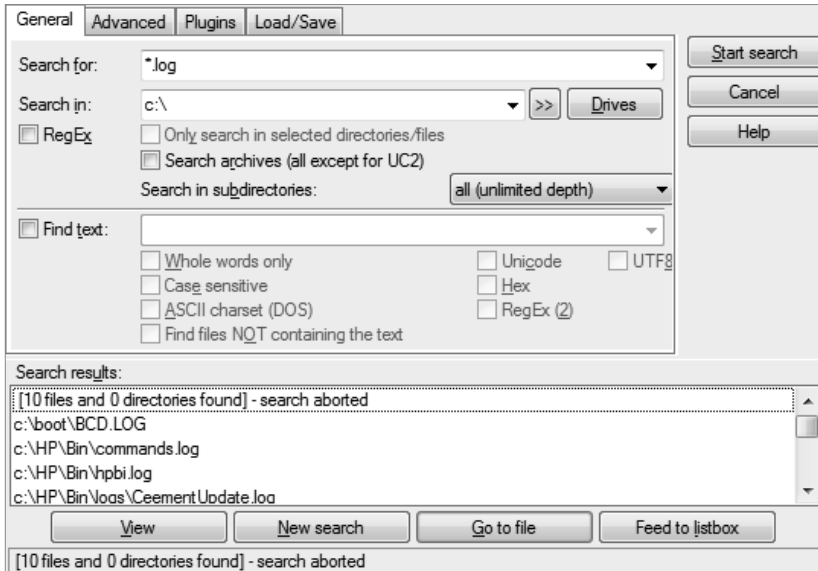 General Advanced Plugins Load/Save
Search for: *.log
Start search
Search in: c:\ >> Drives
Cancel
RegEx Only search in selected directories/files
Help
Search archives (all except for UC2)
Search in subdirectories: all (unlimited depth)
Find text:
Whole words only Unicode UTF8
Case sensitive Hex
ASCII charset (DOS) RegEx (2)
Find files NOT containing the text
Search results:
[10 files and 0 directories found] - search aborted
c:\boot\BCD.LOG
c:\HP\Bin\commands.log
c:\HP\Bin\hpbi.log
c:\HP\Bin\logs\CeementUpdate.log
View New search Go to file Feed to listbox
[10 files and 0 directories found] - search aborted